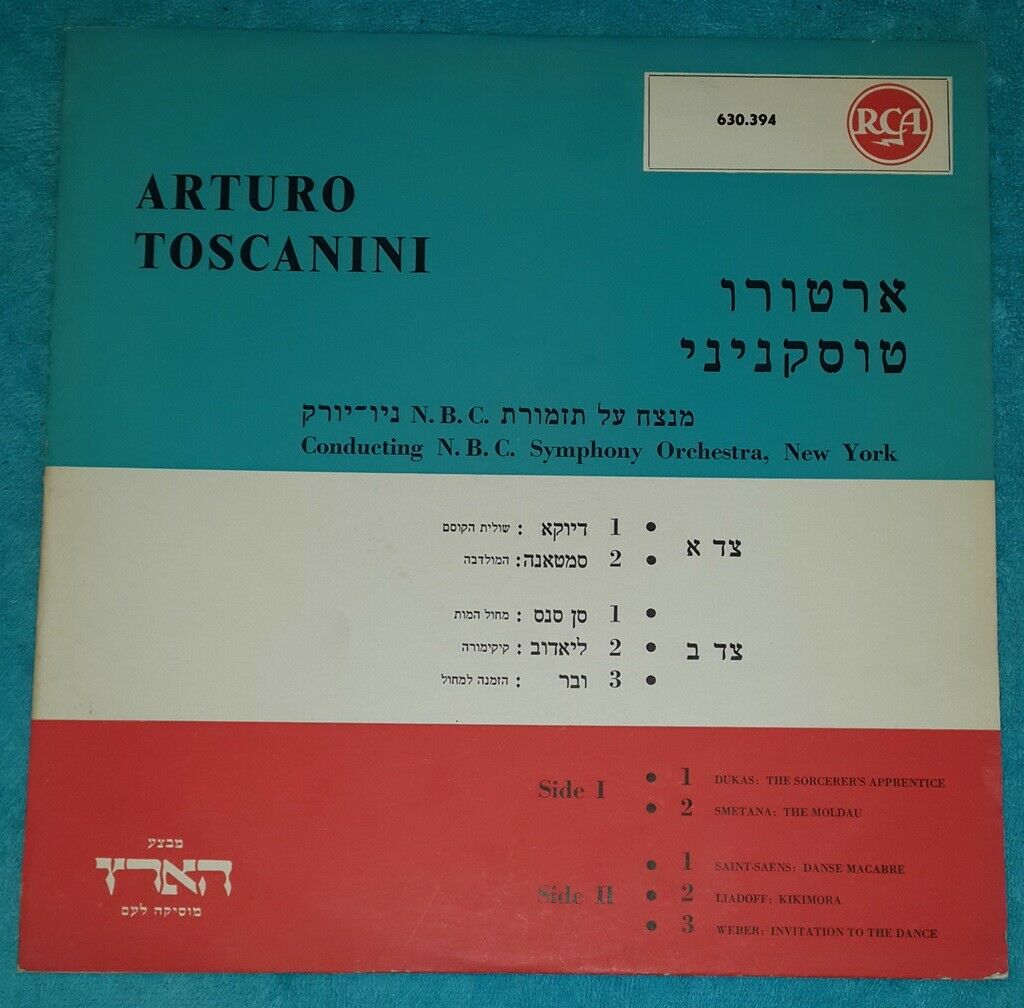 630.394
RCA
ARTURO
TOSCANINI
ארטורו
טוסקניני
מנצח על תזמורת N. B. C. ניו־יורק
Conducting N. B. C. Symphony Orchestra, New York
צד א
• 1 דיוקא : שולית הקוסם
• 2 סמטאנה : המולדבה
צד ב
• 1 סן סנס : מחול המות
• 2 ליאדוב : קיקימורה
• 3 ובר : הזמנה למחול
Side I
• 1 DUKAS: THE SORCERER'S APPRENTICE
• 2 SMETANA: THE MOLDAU
Side II
• 1 SAINT-SAENS: DANSE MACABRE
• 2 LIADOFF: KIKIMORA
• 3 WEBER: INVITATION TO THE DANCE
מבצע
הארץ
מוסיקה לעם